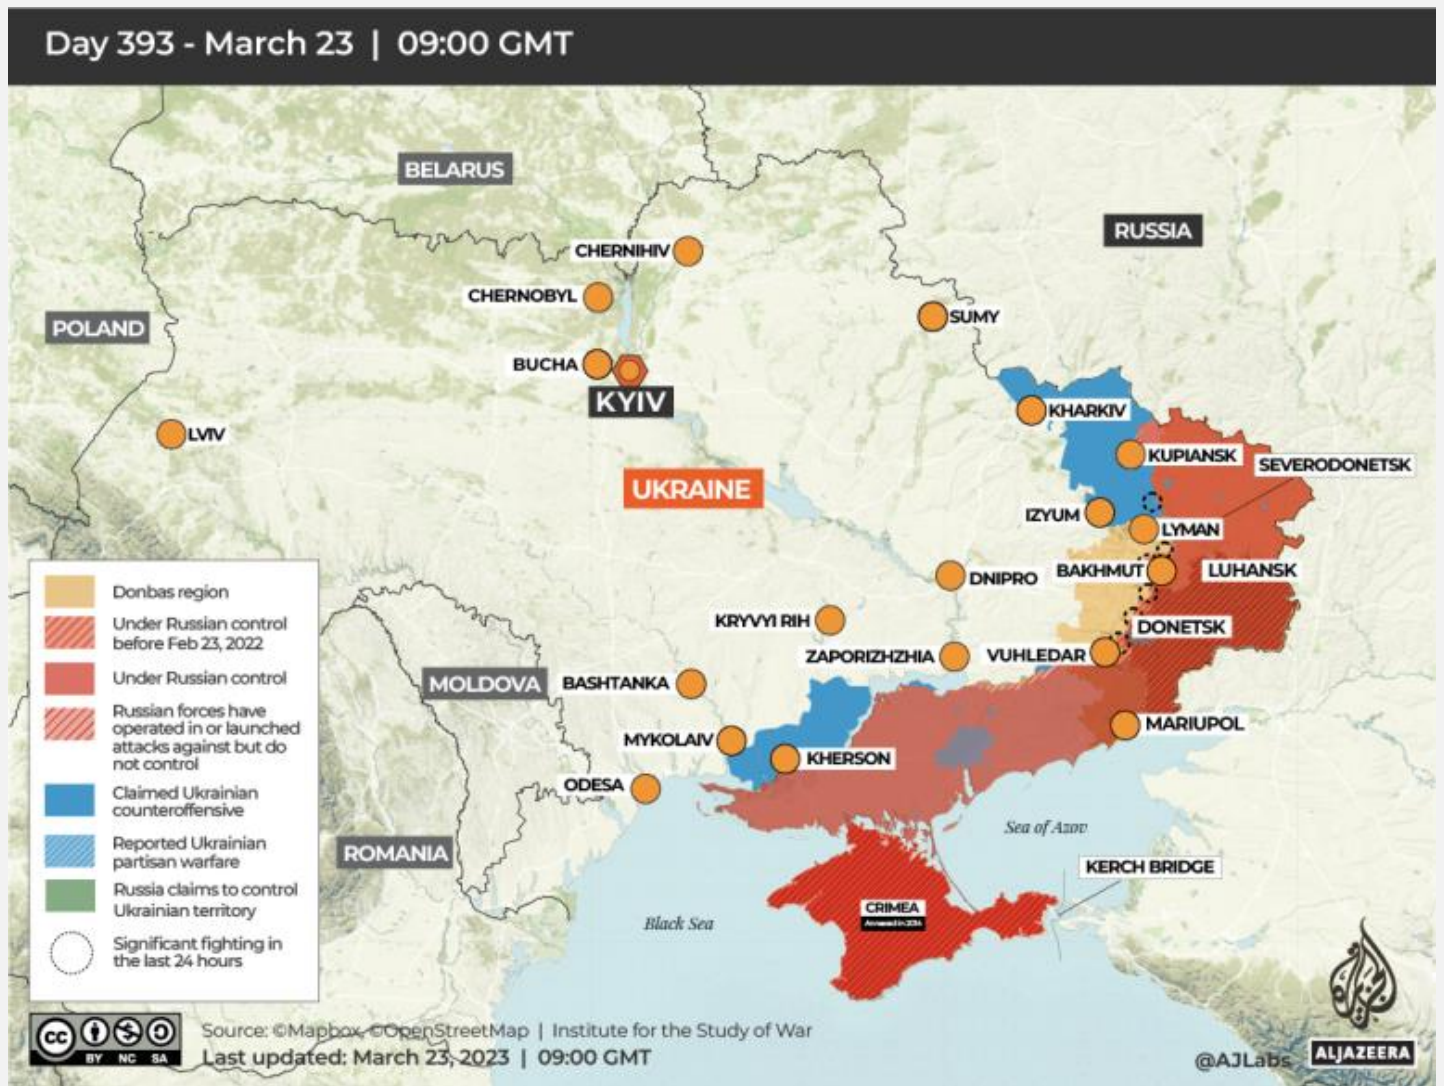 Day 393 - March 23 | 09:00 GMT
BELARUS
RUSSIA
CHERNIHIV
CHERNOBYL
SUMY
POLAND
BUCHA
KYIV
KHARKIV
LVIV
KUPIANSK
SEVERODONETSK
UKRAINE
IZYUM
LYMAN
BAKHMUT
LUHANSK
DNIPRO
KRYVYI RIH
DONETSK
ZAPORIZHZHIA
VUHLEDAR
MOLDOVA
BASHTANKA
MARIUPOL
MYKOLAIV
KHERSON
ODESA
Sea of Azov
ROMANIA
KERCH BRIDGE
CRIMEA
Annexed in 2014
Black Sea
Donbas region
Under Russian control
before Feb 23, 2022
Under Russian control
Russian forces have
operated in or launched
attacks against but do
not control
Claimed Ukrainian
counteroffensive
Reported Ukrainian
partisan warfare
Russia claims to control
Ukrainian territory
Significant fighting in
the last 24 hours
cc
BY NC SA
Source: ©Mapbox, ©OpenStreetMap | Institute for the Study of War
Last updated: March 23, 2023 | 09:00 GMT
@AJLabs
ALJAZEERA